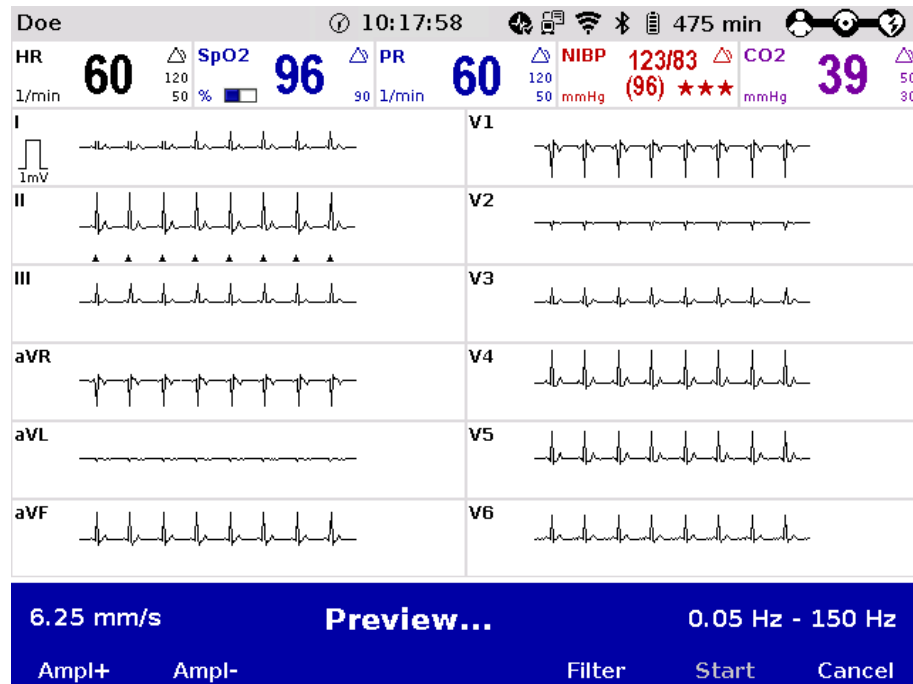 Doe 10:17:58 475 min
HR 60 120 50 1/min
SpO2 96 90 %
PR 60 120 50 1/min
NIBP 123/83 (96) ★★★ mmHg
CO2 39 mmHg
I
1mV
II
III
aVR
aVL
aVF
V1
V2
V3
V4
V5
V6
6.25 mm/s Preview... 0.05 Hz - 150 Hz
Ampl+ Ampl- Filter Start Cancel